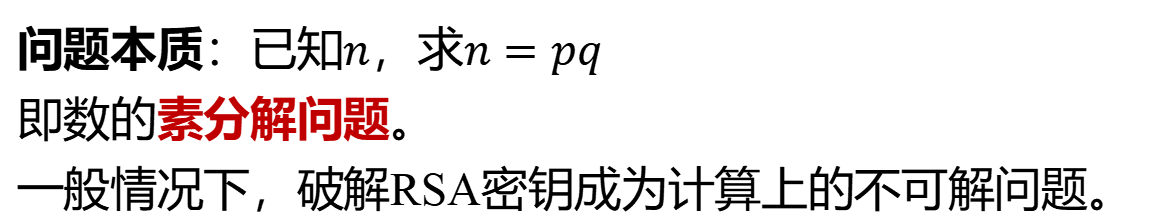 问题本质：已知n，求n = pq
即数的素分解问题。
一般情况下，破解RSA密钥成为计算上的不可解问题。